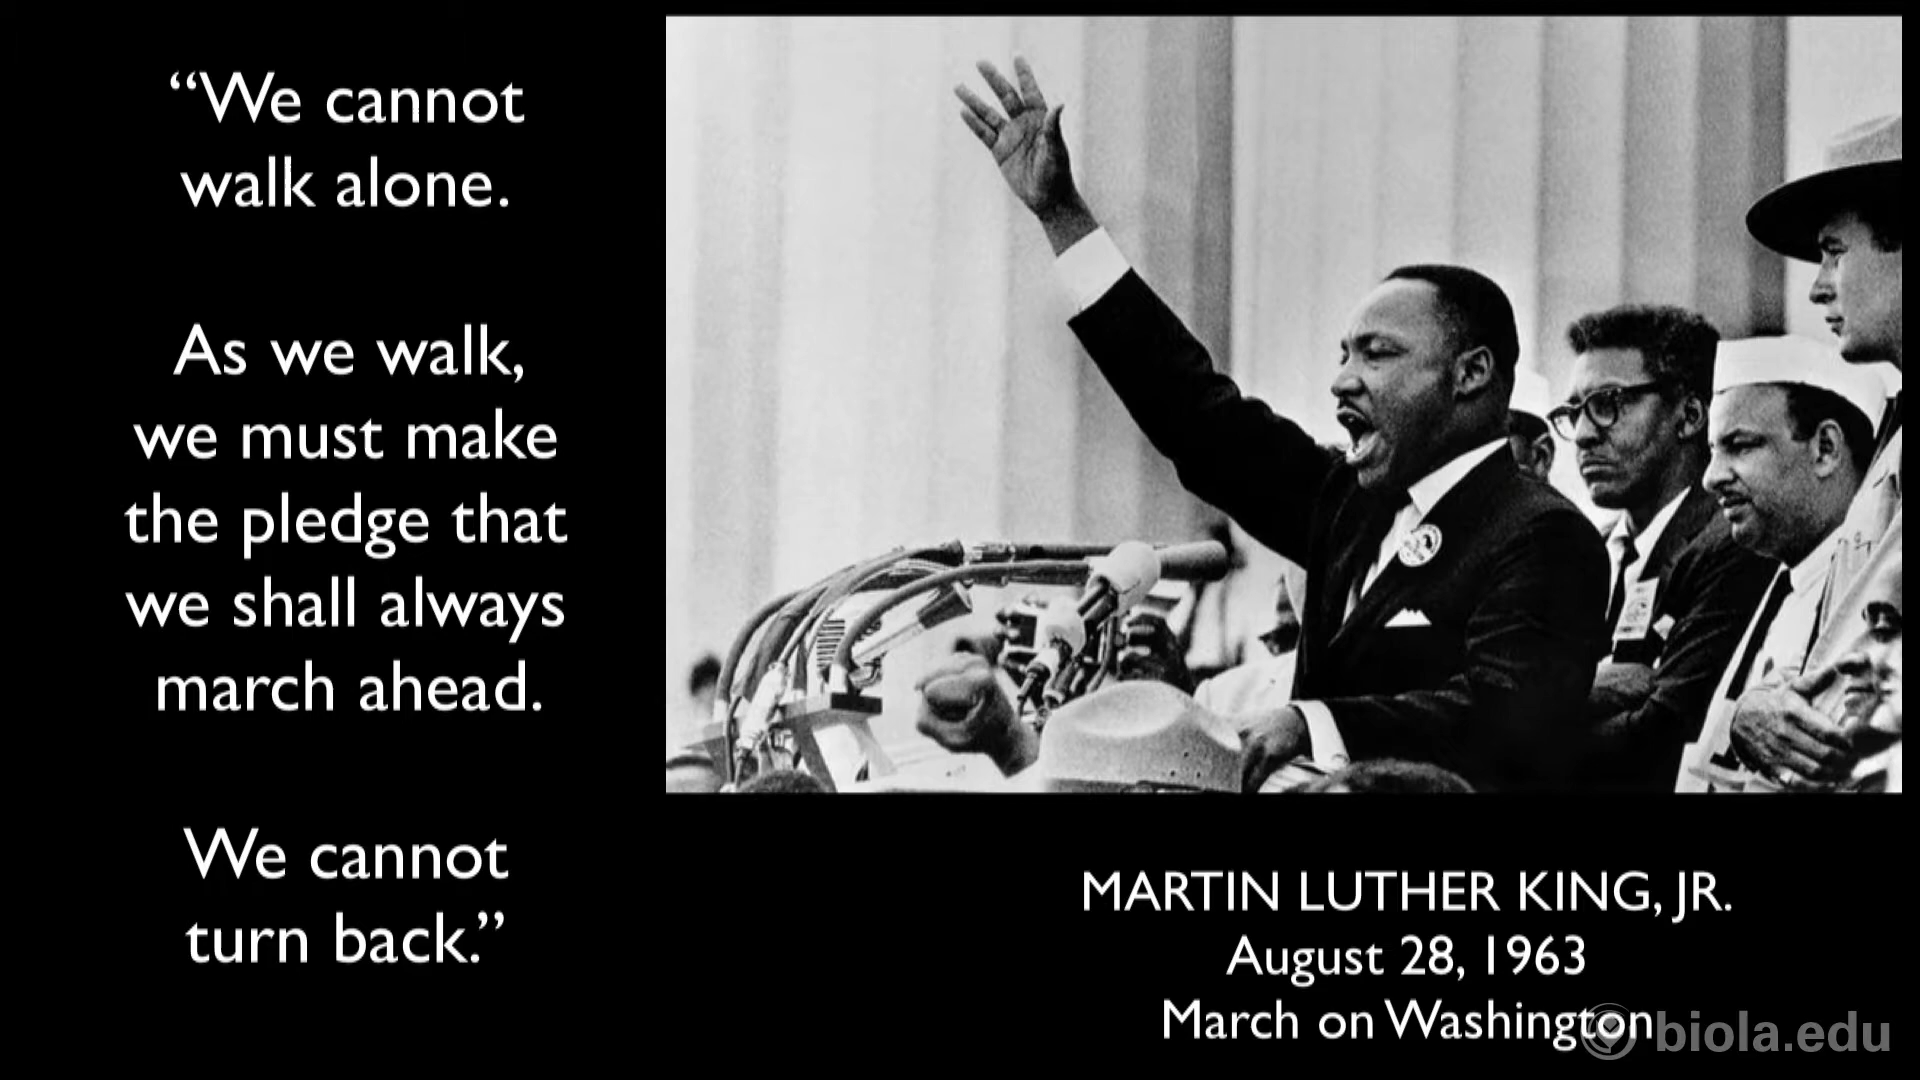 “We cannot
walk alone.
As we walk,
we must make
the pledge that
we shall always
march ahead.
We cannot
turn back.”
MARTIN LUTHER KING, JR.
August 28, 1963
March on Washington
biola.edu